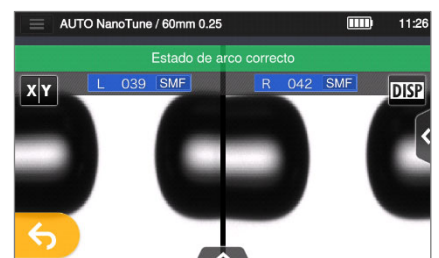 AUTO NanoTune / 60mm 0.25 11:26
Estado de arco correcto
X|Y L 039 SMF R 042 SMF DISP